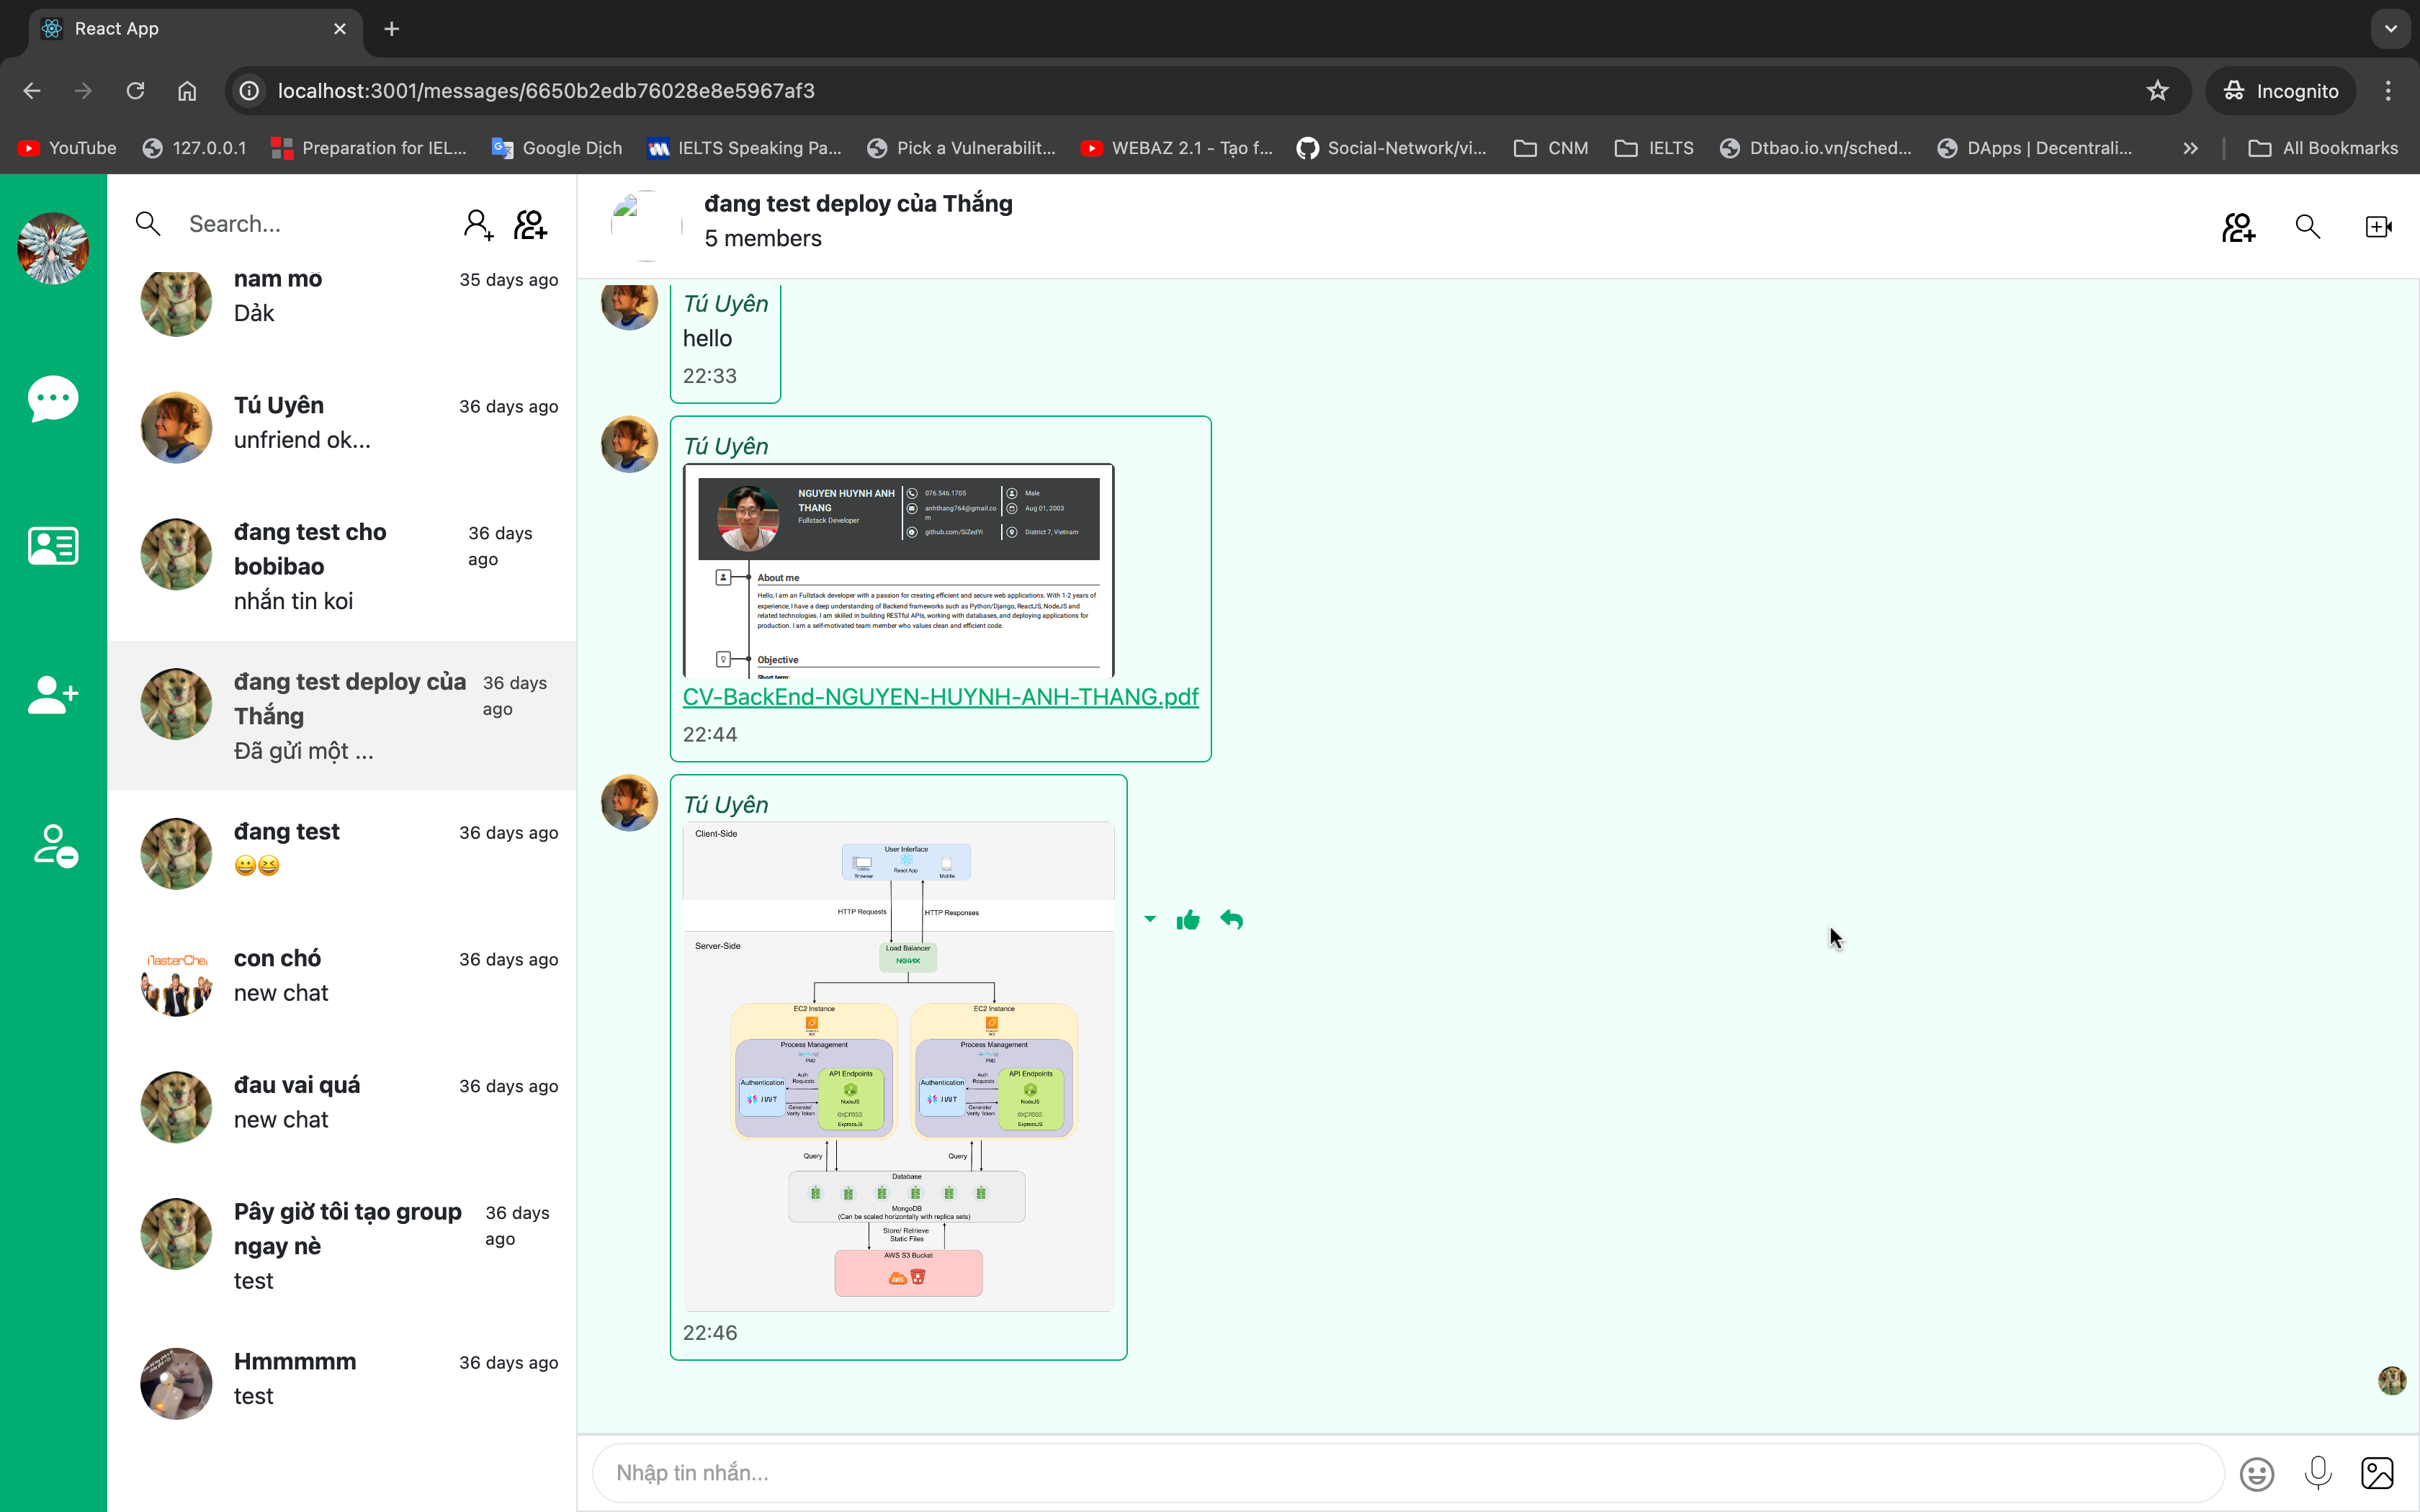 React App
localhost:3001/messages/6650b2edb76028e8e5967af3
Incognito
YouTube
127.0.0.1
Preparation for IEL...
Google Dịch
IELTS Speaking Pa...
Pick a Vulnerabilit...
WEBAZ 2.1 - Tạo f...
Social-Network/vi...
CNM
IELTS
Dtbao.io.vn/sched...
DApps | Decentrali...
All Bookmarks
Search...
nam mô
35 days ago
Dảk
Tú Uyên
36 days ago
unfriend ok...
đang test cho
bobibao
36 days
ago
nhắn tin koi
đang test deploy của
Thắng
36 days
ago
Đã gửi một ...
đang test
36 days ago
😀😆
con chó
36 days ago
new chat
đau vai quá
36 days ago
new chat
Pây giờ tôi tạo group
ngay nè
36 days
ago
test
Hmmmmm
36 days ago
test
đang test deploy của Thắng
5 members
Tú Uyên
hello
22:33
Tú Uyên
NGUYEN HUYNH ANH
THANG
Fullstack Developer
076.546.1705
anhthang764@gmail.co
m
github.com/SiZedYi
Male
Aug 01, 2003
District 7, Vietnam
About me
Hello, I am an Fullstack developer with a passion for creating efficient and secure web applications. With 1-2 years of
experience, I have a deep understanding of Backend frameworks such as Python/Django, ReactJS, NodeJS and
related technologies. I am skilled in building RESTful APIs, working with databases, and deploying applications for
production. I am a self-motivated team member who values clean and efficient code.
Objective
Short term:
CV-BackEnd-NGUYEN-HUYNH-ANH-THANG.pdf
22:44
Tú Uyên
Client-Side
User Interface
Browser
React App
Mobile
HTTP Requests
HTTP Responses
Server-Side
Load Balancer
NGINX
EC2 Instance
EC2 Instance
Process Management
PM2
Process Management
PM2
Authentication
JWT
Auth
Requests
Generate/
Verify Token
API Endpoints
NodeJS
express
ExpressJS
Authentication
JWT
Auth
Requests
Generate/
Verify Token
API Endpoints
NodeJS
express
ExpressJS
Query
Query
Database
MongoDB
(Can be scaled horizontally with replica sets)
Store/ Retrieve
Static Files
AWS S3 Bucket
AWS
22:46
Nhập tin nhắn...